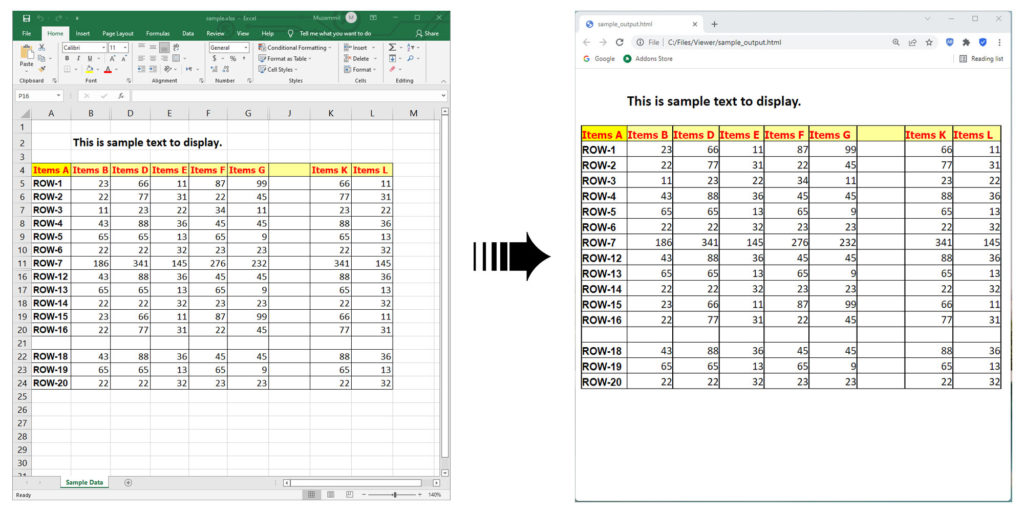 sample.xlsx - Excel
Muzammil M
File Home Insert Page Layout Formulas Data Review View Help Tell me what you want to do Share
Calibri 11 General Conditional Formatting Insert
Paste B I U $ % Format as Table Delete
Cell Styles Format
Clipboard Font Alignment Number Styles Cells Editing
P16 fx
A B D E F G J K L M
1
2 This is sample text to display.
3
4 Items A Items B Items D Items E Items F Items G Items K Items L
5 ROW-1 23 66 11 87 99 66 11
6 ROW-2 22 77 31 22 45 77 31
7 ROW-3 11 23 22 34 11 23 22
8 ROW-4 43 88 36 45 45 88 36
9 ROW-5 65 65 13 65 9 65 13
10 ROW-6 22 22 32 23 23 22 32
11 ROW-7 186 341 145 276 232 341 145
16 ROW-12 43 88 36 45 45 88 36
17 ROW-13 65 65 13 65 9 65 13
18 ROW-14 22 22 32 23 23 22 32
19 ROW-15 23 66 11 87 99 66 11
20 ROW-16 22 77 31 22 45 77 31
21
22 ROW-18 43 88 36 45 45 88 36
23 ROW-19 65 65 13 65 9 65 13
24 ROW-20 22 22 32 23 23 22 32
25
26
27
28
29
30
31
Sample Data
Ready 140%
sample_output.html
File C:/Files/Viewer/sample_output.html
Google Addons Store Reading list
This is sample text to display.
Items A Items B Items D Items E Items F Items G Items K Items L
ROW-1 23 66 11 87 99 66 11
ROW-2 22 77 31 22 45 77 31
ROW-3 11 23 22 34 11 23 22
ROW-4 43 88 36 45 45 88 36
ROW-5 65 65 13 65 9 65 13
ROW-6 22 22 32 23 23 22 32
ROW-7 186 341 145 276 232 341 145
ROW-12 43 88 36 45 45 88 36
ROW-13 65 65 13 65 9 65 13
ROW-14 22 22 32 23 23 22 32
ROW-15 23 66 11 87 99 66 11
ROW-16 22 77 31 22 45 77 31
ROW-18 43 88 36 45 45 88 36
ROW-19 65 65 13 65 9 65 13
ROW-20 22 22 32 23 23 22 32